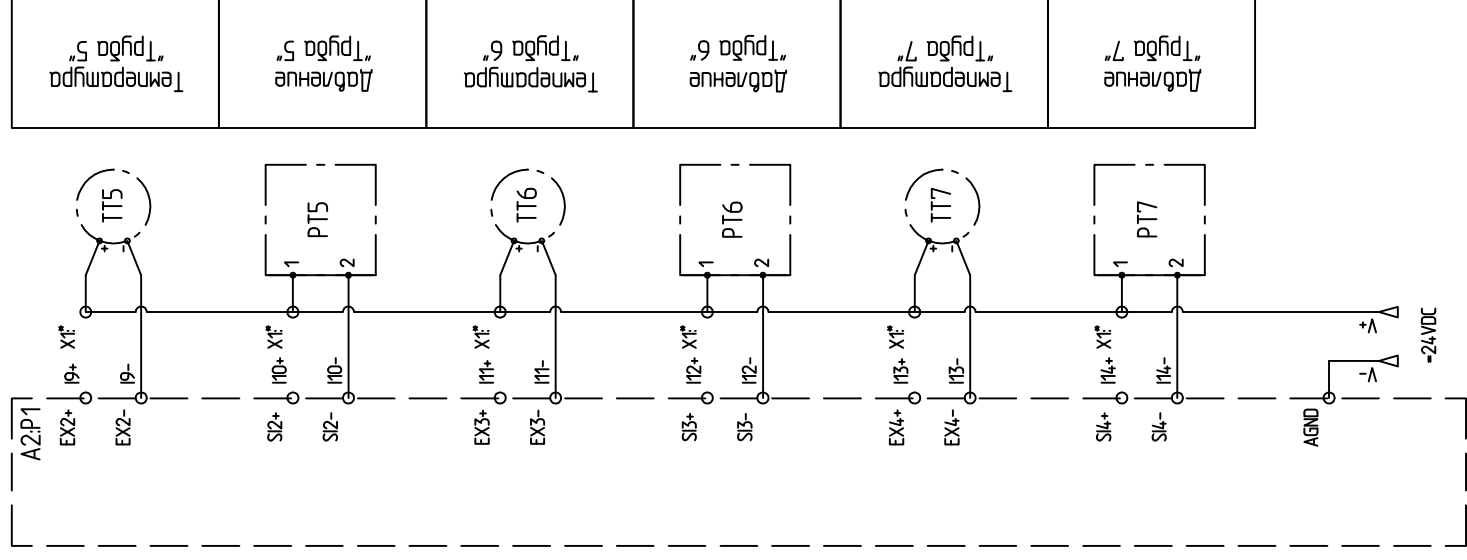 Температура
"Труба 5"
Давление
"Труба 5"
Температура
"Труба 6"
Давление
"Труба 6"
Температура
"Труба 7"
Давление
"Труба 7"
TT5
+
-
PT5
1
2
TT6
+
-
PT6
1
2
TT7
+
-
PT7
1
2
X1:*
X1:*
X1:*
X1:*
X1:*
X1:*
V+
V-
=24VDC
I9+
I9-
I10+
I10-
I11+
I11-
I12+
I12-
I13+
I13-
I14+
I14-
A2:P1
EX2+
EX2-
SI2+
SI2-
EX3+
EX3-
SI3+
SI3-
EX4+
EX4-
SI4+
SI4-
AGND